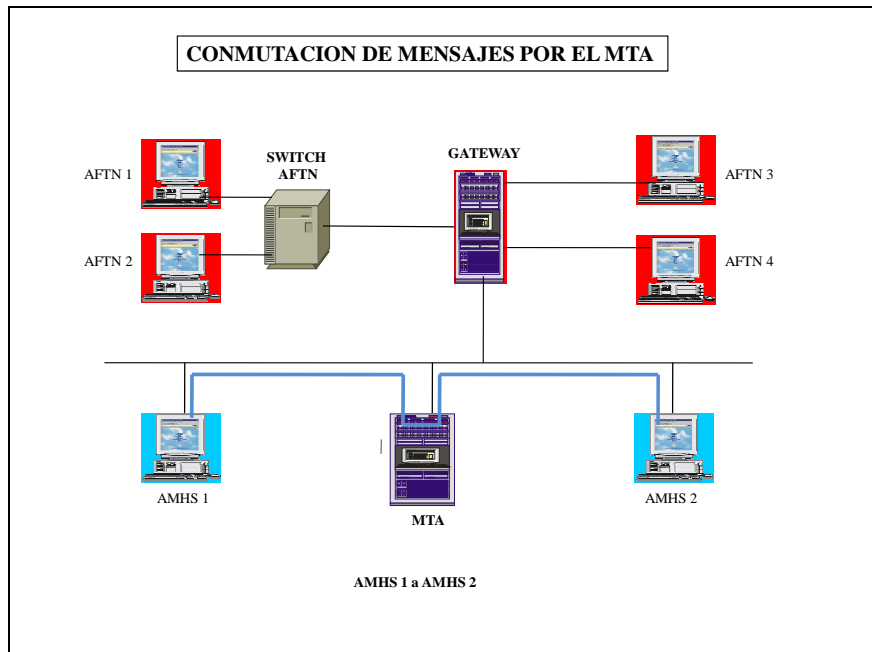 CONMUTACION DE MENSAJES POR EL MTA
AFTN 1
SWITCH
AFTN
GATEWAY
AFTN 3
AFTN 2
AFTN 4
AMHS 1
MTA
AMHS 2
AMHS 1 a AMHS 2